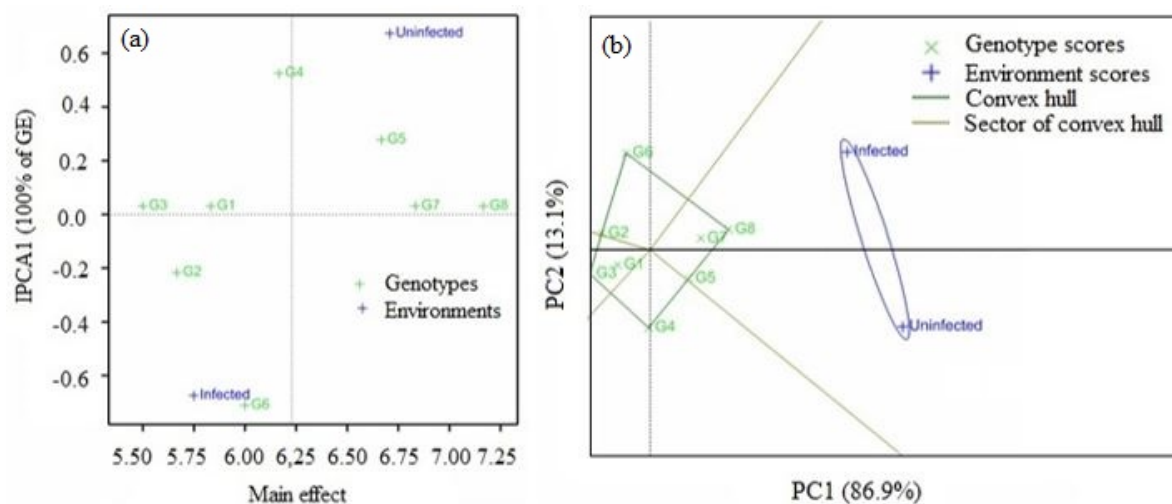 (a)
Uninfected
G4
G5
G3
G1
G7
G8
G2
Genotypes
Environments
Infected
G6
0.6
0.4
0.2
0.0
-0.2
-0.4
-0.6
IPCA1 (100% of GE)
5.50 5.75 6.00 6,25 6.50 6.75 7.00 7.25
Main effect
(b)
Genotype scores
Environment scores
Convex hull
Sector of convex hull
G6
Infected
G2
G8
G7
G3
G1
G5
G4
Uninfected
PC2 (13.1%)
PC1 (86.9%)